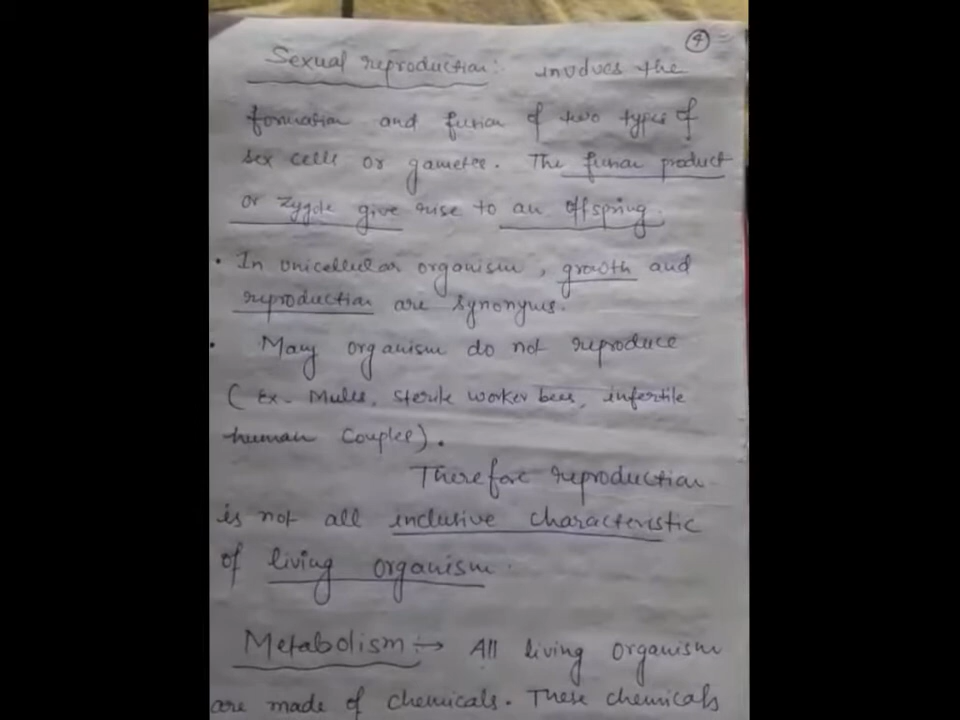 4
Sexual reproduction:- involves the
formation and fusion of two types of
sex cells or gametes. The fusion product
or zygote give rise to an offspring.
• In unicellular organism, growth and
reproduction are synonyms.
• Many organism do not reproduce
(Ex. Mules, sterile worker bees, infertile
human couples).
Therefore reproduction
is not all inclusive characteristic
of living organism.
Metabolism :→ All living organism
are made of chemicals. These chemicals